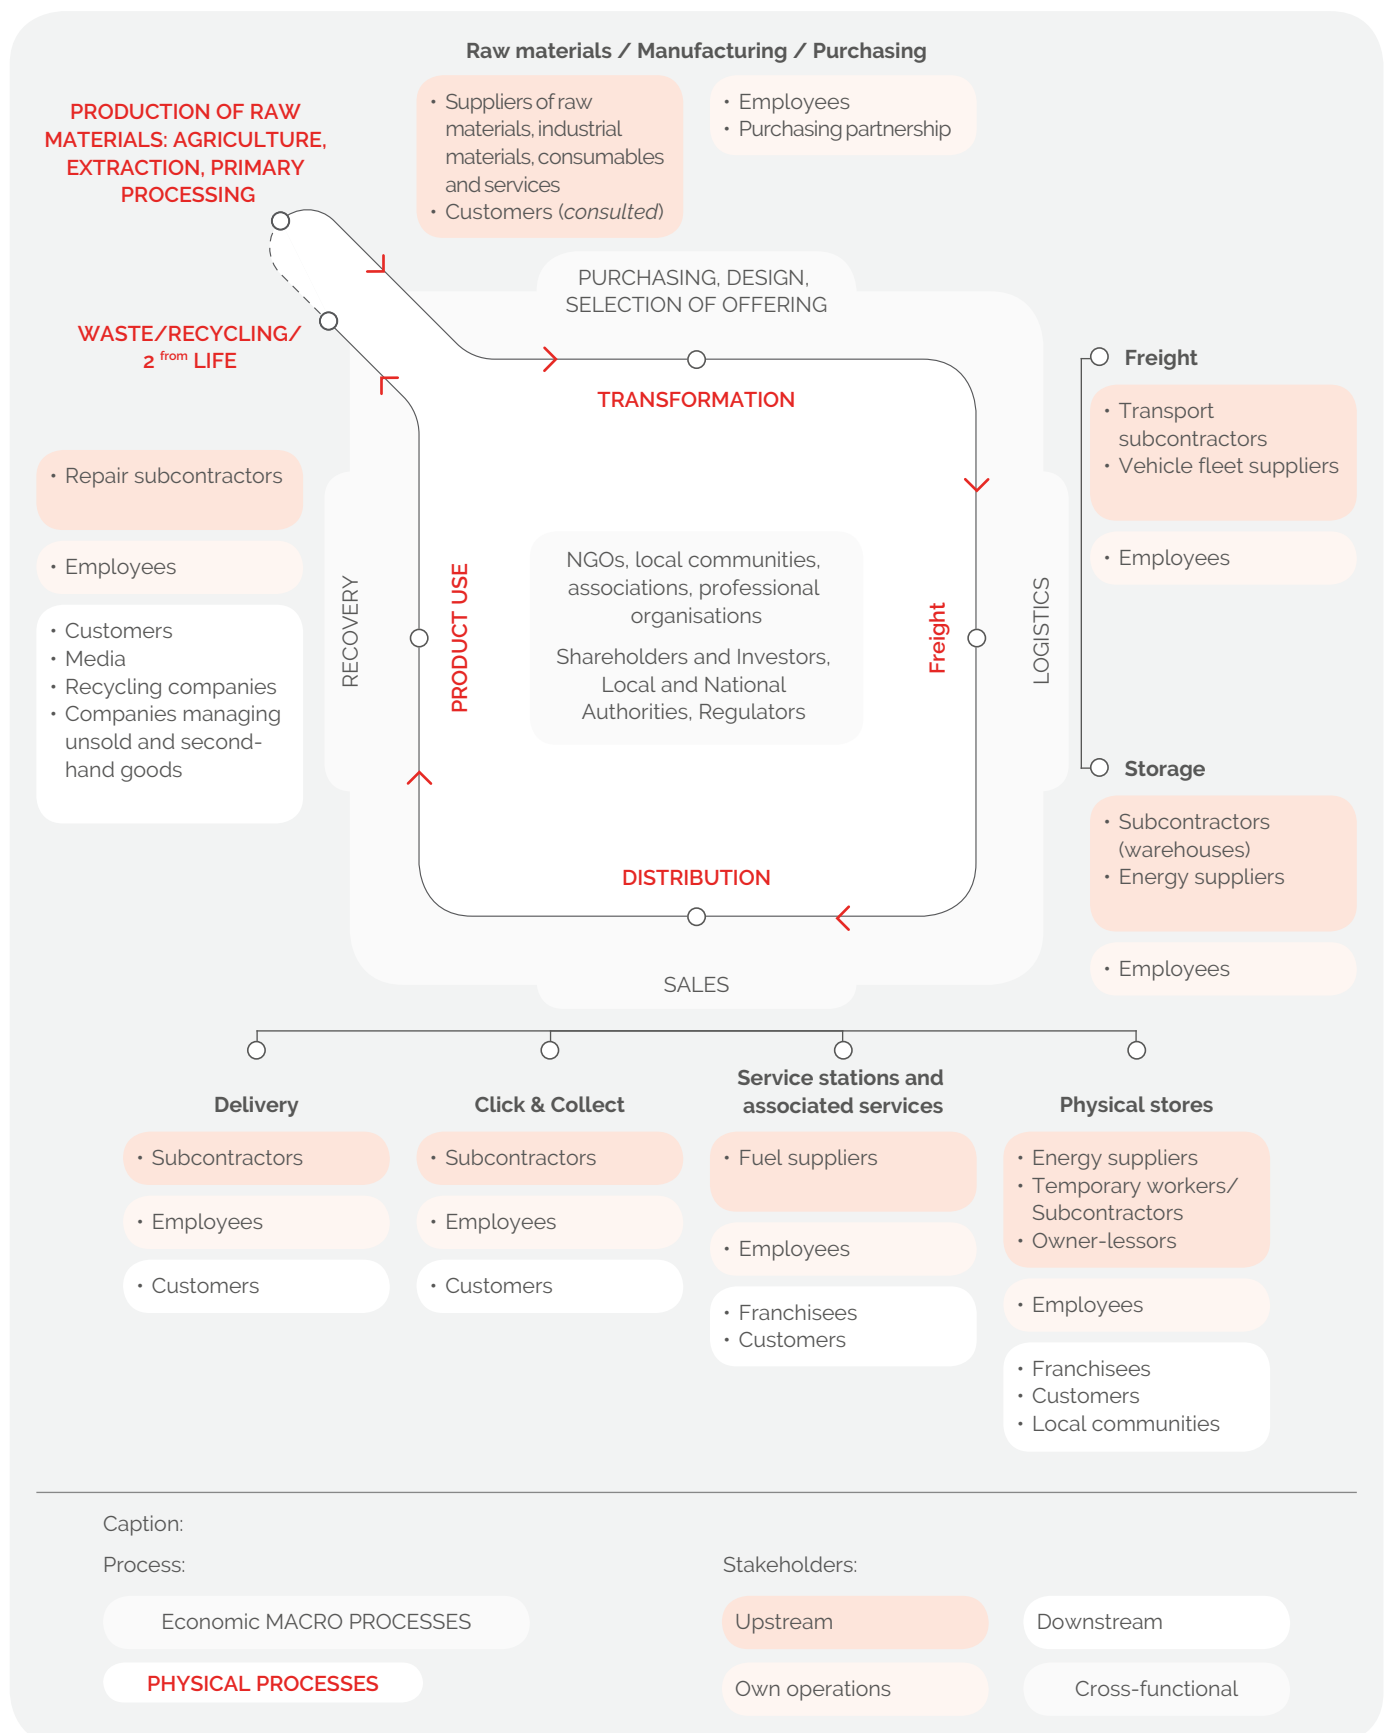 Raw materials / Manufacturing / Purchasing
PRODUCTION OF RAW
MATERIALS: AGRICULTURE,
EXTRACTION, PRIMARY
PROCESSING
• Suppliers of raw
materials, industrial
materials, consumables
and services
• Customers (consulted)
• Employees
• Purchasing partnership
PURCHASING, DESIGN,
SELECTION OF OFFERING
WASTE/RECYCLING/
2 from LIFE
TRANSFORMATION
Freight
• Transport
subcontractors
• Vehicle fleet suppliers
• Employees
• Repair subcontractors
• Employees
• Customers
• Media
• Recycling companies
• Companies managing
unsold and second-
hand goods
RECOVERY
PRODUCT USE
NGOs, local communities,
associations, professional
organisations
Shareholders and Investors,
Local and National
Authorities, Regulators
Freight
LOGISTICS
Storage
• Subcontractors
(warehouses)
• Energy suppliers
• Employees
DISTRIBUTION
SALES
Delivery
• Subcontractors
• Employees
• Customers
Click & Collect
• Subcontractors
• Employees
• Customers
Service stations and
associated services
• Fuel suppliers
• Employees
• Franchisees
• Customers
Physical stores
• Energy suppliers
• Temporary workers/
Subcontractors
• Owner-lessors
• Employees
• Franchisees
• Customers
• Local communities
Caption:
Process:
Economic MACRO PROCESSES
PHYSICAL PROCESSES
Stakeholders:
Upstream
Downstream
Own operations
Cross-functional